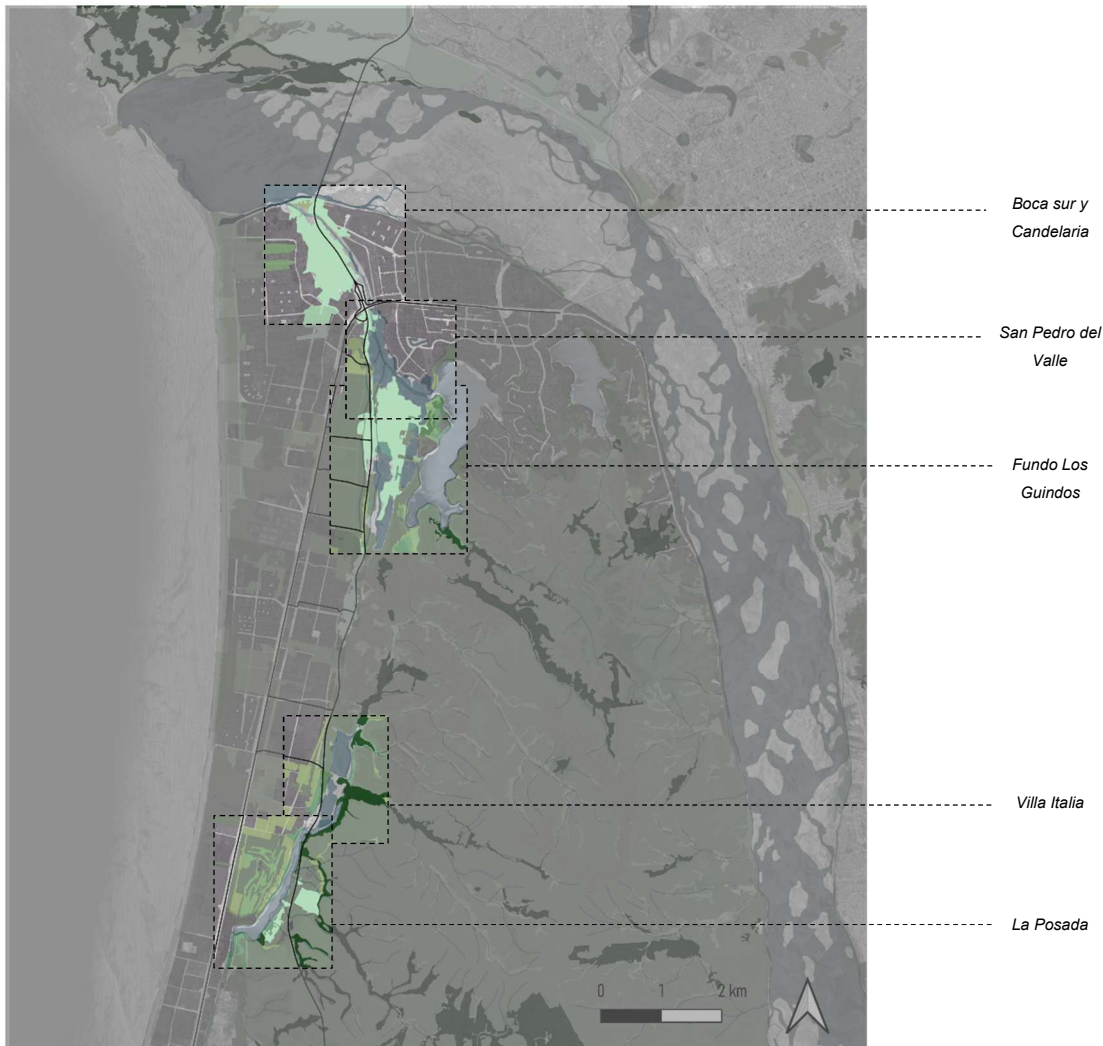 Boca sur y
Candelaria
San Pedro del
Valle
Fundo Los
Guindos
Villa Italia
La Posada
0 1 2 km